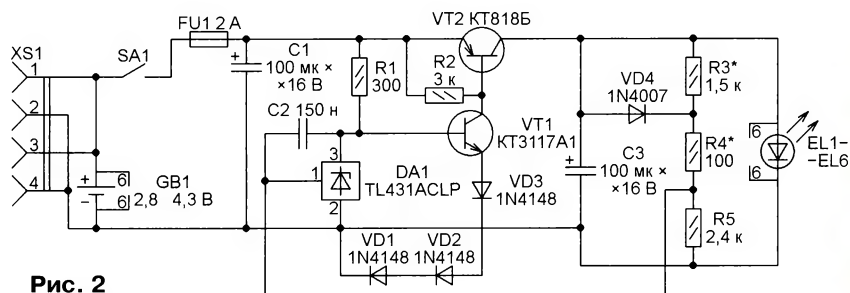 XS1
1
2
3
4
SA1
FU1 2 А
C1
100 мк ×
×16 В
R1
300
VT2 КТ818Б
R2
3 к
C2 150 н
VT1
КТ3117А1
3
1
2
DA1
TL431ACLP
VD3
1N4148
VD1
1N4148
VD2
1N4148
VD4
1N4007
C3
100 мк ×
×16 В
R3*
1,5 к
R4*
100
R5
2,4 к
6
6
EL1-
-EL6
+
+
+
6
6
–
GB1
2,8 4,3 В
Рис. 2